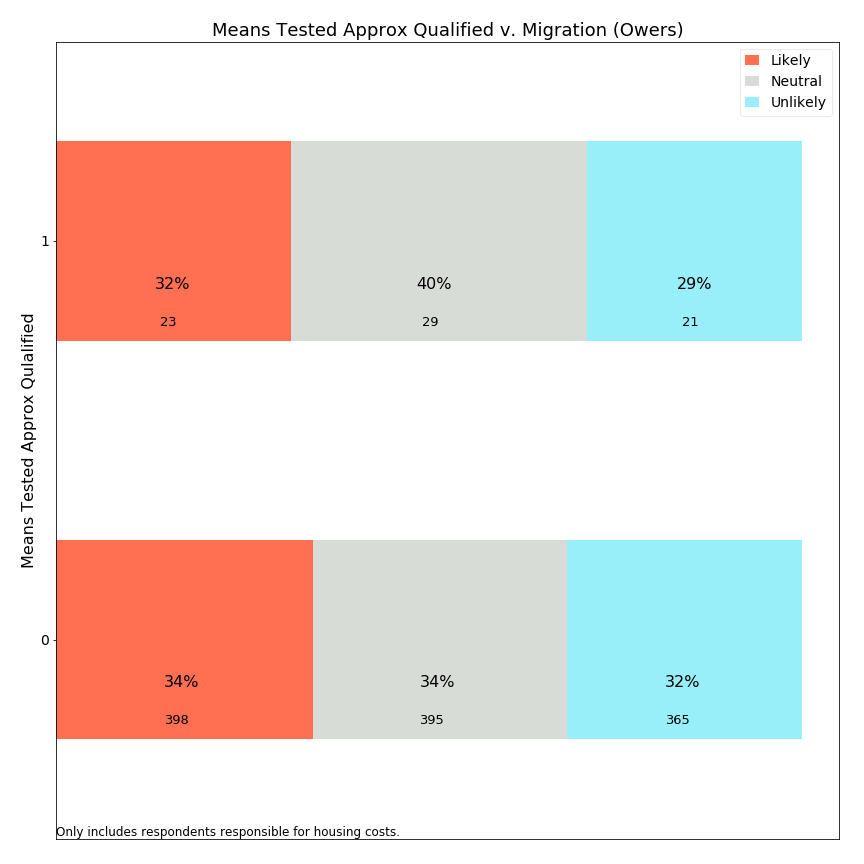 Means Tested Approx Qualified v. Migration (Owers)
Likely
Neutral
Unlikely
Means Tested Approx Qulalified
1
32%
40%
29%
23
29
21
0
34%
34%
32%
398
395
365
Only includes respondents responsible for housing costs.